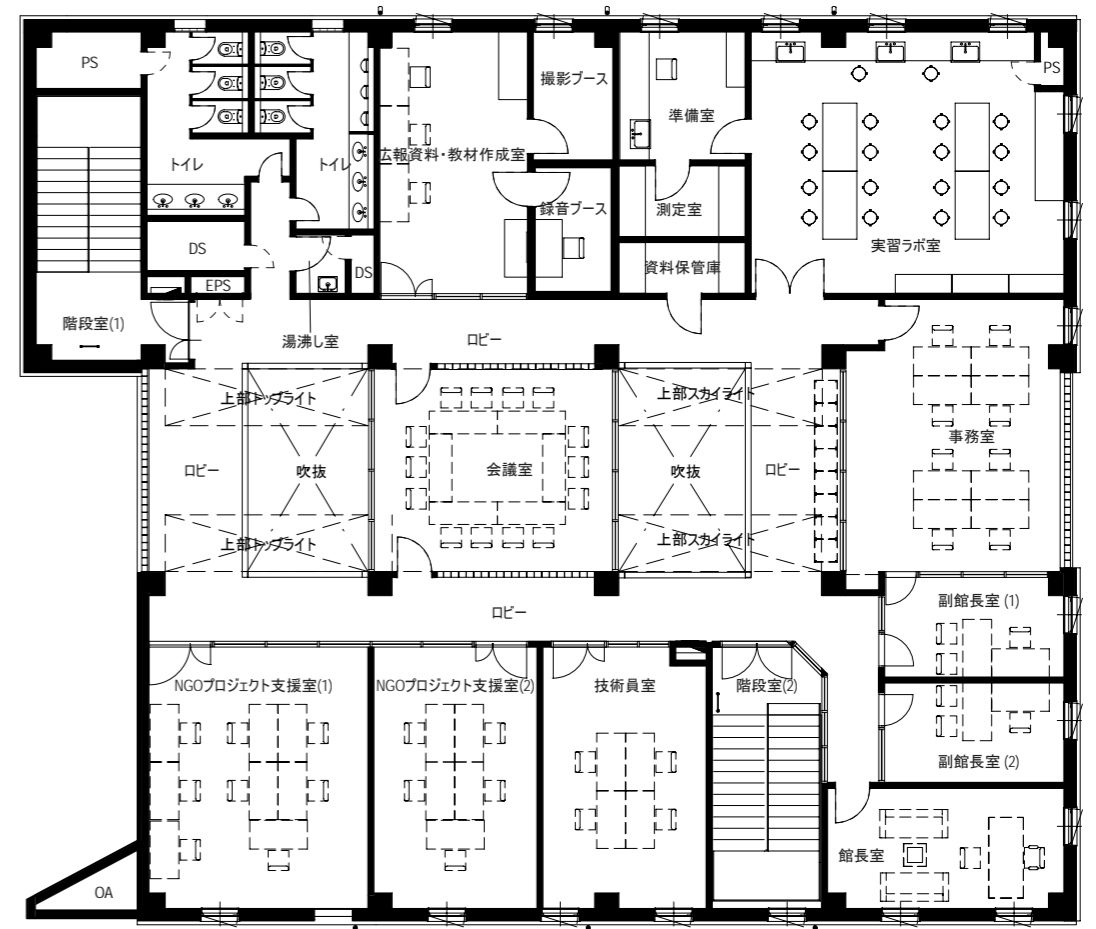 PS
撮影ブース
PS
準備室
トイレ
トイレ
広報資料・教材作成室
録音ブース
測定室
実習ラボ室
DS
DS
資料保管庫
EPS
階段室(1)
湯沸し室
ロビー
上部トップライト
上部スカイライト
事務室
ロビー
吹抜
会議室
吹抜
ロビー
上部トップライト
上部スカイライト
副館長室 (1)
ロビー
NGOプロジェクト支援室(1)
NGOプロジェクト支援室(2)
技術員室
階段室(2)
副館長室 (2)
館長室
OA